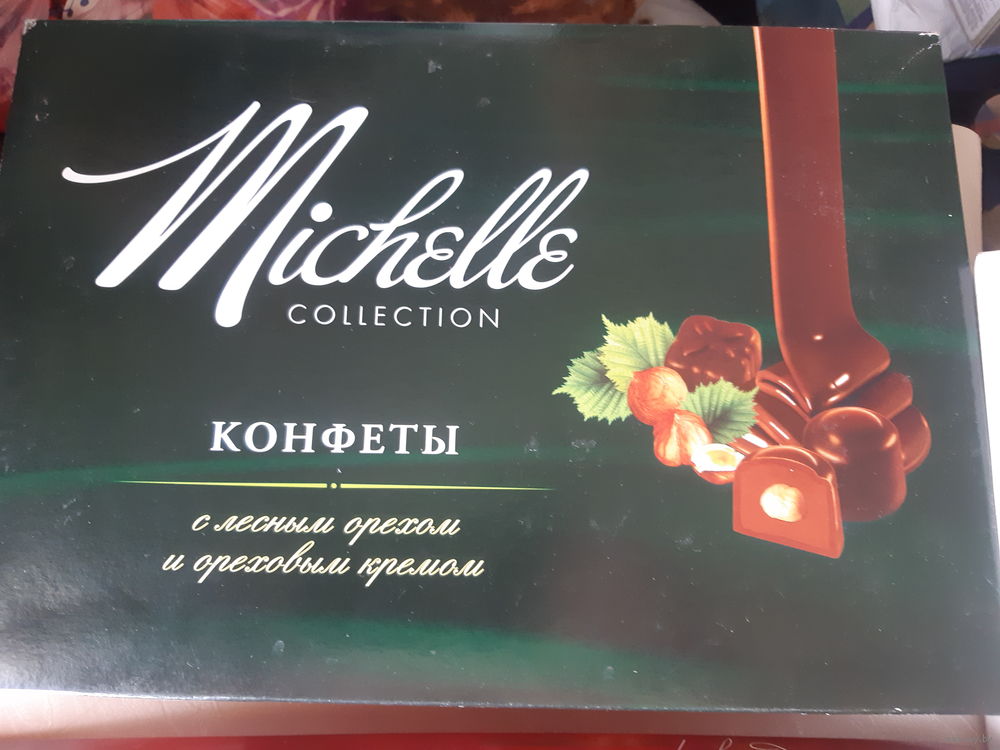 Michelle
COLLECTION
КОНФЕТЫ
с лесным орехом
и ореховым кремом